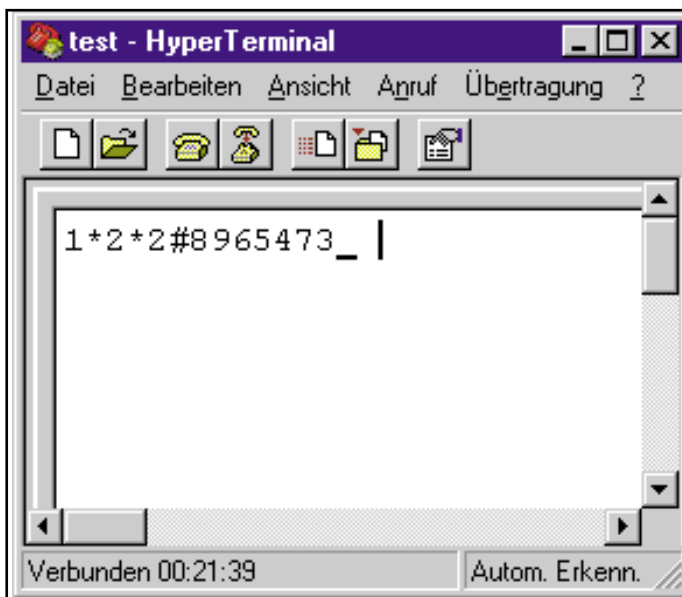 test - HyperTerminal
Datei Bearbeiten Ansicht Anruf Übertragung ?
1*2*2#8965473_
Verbunden 00:21:39 Autom. Erkenn.